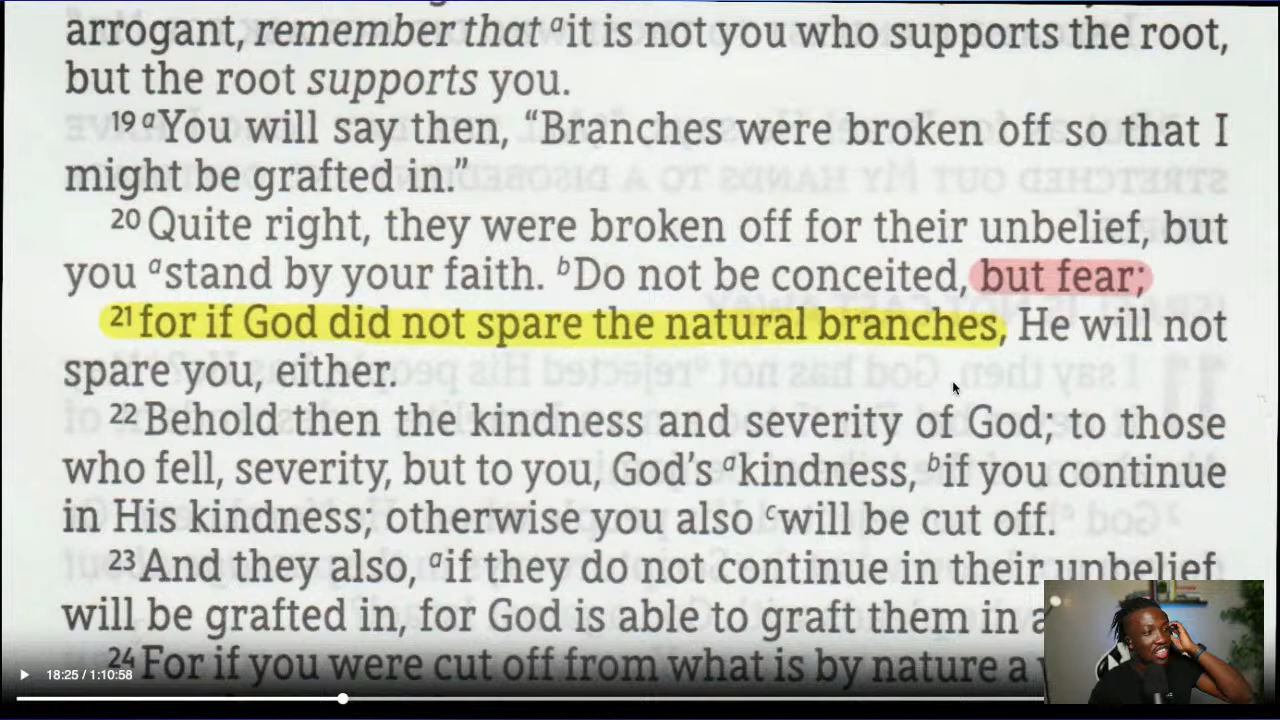 arrogant, remember that ᵃit is not you who supports the root,
but the root supports you.
¹⁹ ᵃYou will say then, “Branches were broken off so that I
might be grafted in.”
²⁰ Quite right, they were broken off for their unbelief, but
you ᵃstand by your faith. ᵇDo not be conceited, but fear;
²¹ for if God did not spare the natural branches, He will not
spare you, either.
²² Behold then the kindness and severity of God; to those
who fell, severity, but to you, God’s ᵃkindness, ᵇif you continue
in His kindness; otherwise you also ᶜwill be cut off.
²³ And they also, ᵃif they do not continue in their unbelief
will be grafted in, for God is able to graft them in
²⁴ For if you were cut off from what is by nature a
18:25 / 1:10:58